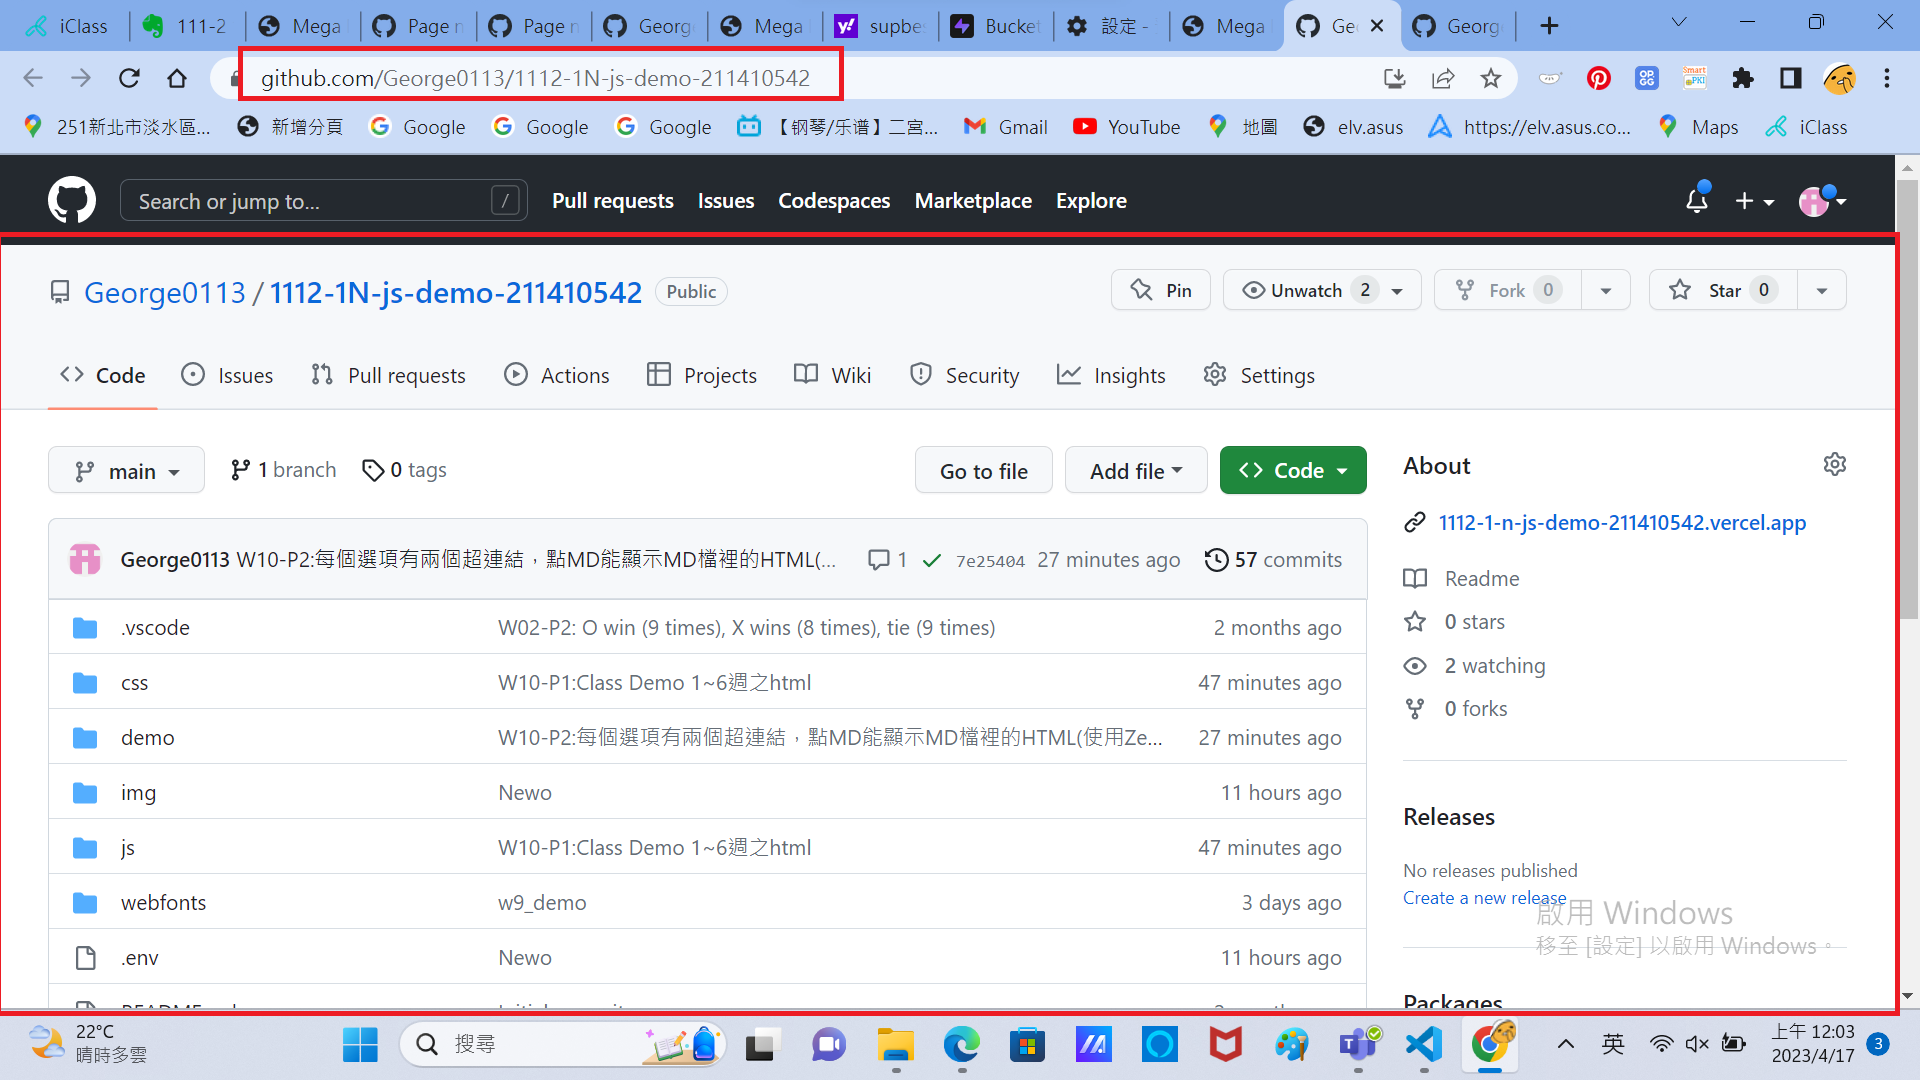 iClass
111-2
Mega
Page n
Page n
Georg
Mega
supbe
Bucket
設定 -
Mega
Ge
Georg
github.com/George0113/1112-1N-js-demo-211410542
251新北市淡水區...
新增分頁
Google
Google
Google
【钢琴/乐谱】二宮...
Gmail
YouTube
地圖
elv.asus
https://elv.asus.co...
Maps
iClass
Search or jump to...
/
Pull requests
Issues
Codespaces
Marketplace
Explore
George0113 / 1112-1N-js-demo-211410542
Public
Pin
Unwatch 2
Fork 0
Star 0
Code
Issues
Pull requests
Actions
Projects
Wiki
Security
Insights
Settings
main
1 branch
0 tags
Go to file
Add file
Code
George0113 W10-P2:每個選項有兩個超連結，點MD能顯示MD檔裡的HTML(...
1
7e25404 27 minutes ago
57 commits
.vscode
W02-P2: O win (9 times), X wins (8 times), tie (9 times)
2 months ago
css
W10-P1:Class Demo 1~6週之html
47 minutes ago
demo
W10-P2:每個選項有兩個超連結，點MD能顯示MD檔裡的HTML(使用Ze...
27 minutes ago
img
Newo
11 hours ago
js
W10-P1:Class Demo 1~6週之html
47 minutes ago
webfonts
w9_demo
3 days ago
.env
Newo
11 hours ago
About
1112-1-n-js-demo-211410542.vercel.app
Readme
0 stars
2 watching
0 forks
Releases
No releases published
Create a new release
Packages
啟用 Windows
移至 [設定] 以啟用 Windows。
22°C
晴時多雲
搜尋
英
上午 12:03
2023/4/17
3